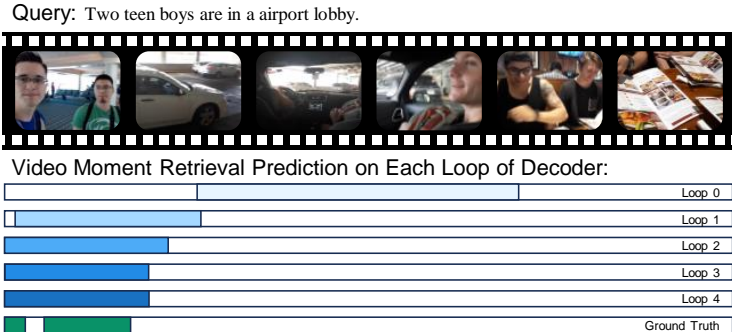 Query: Two teen boys are in a airport lobby.
Video Moment Retrieval Prediction on Each Loop of Decoder:
Loop 0
Loop 1
Loop 2
Loop 3
Loop 4
Ground Truth